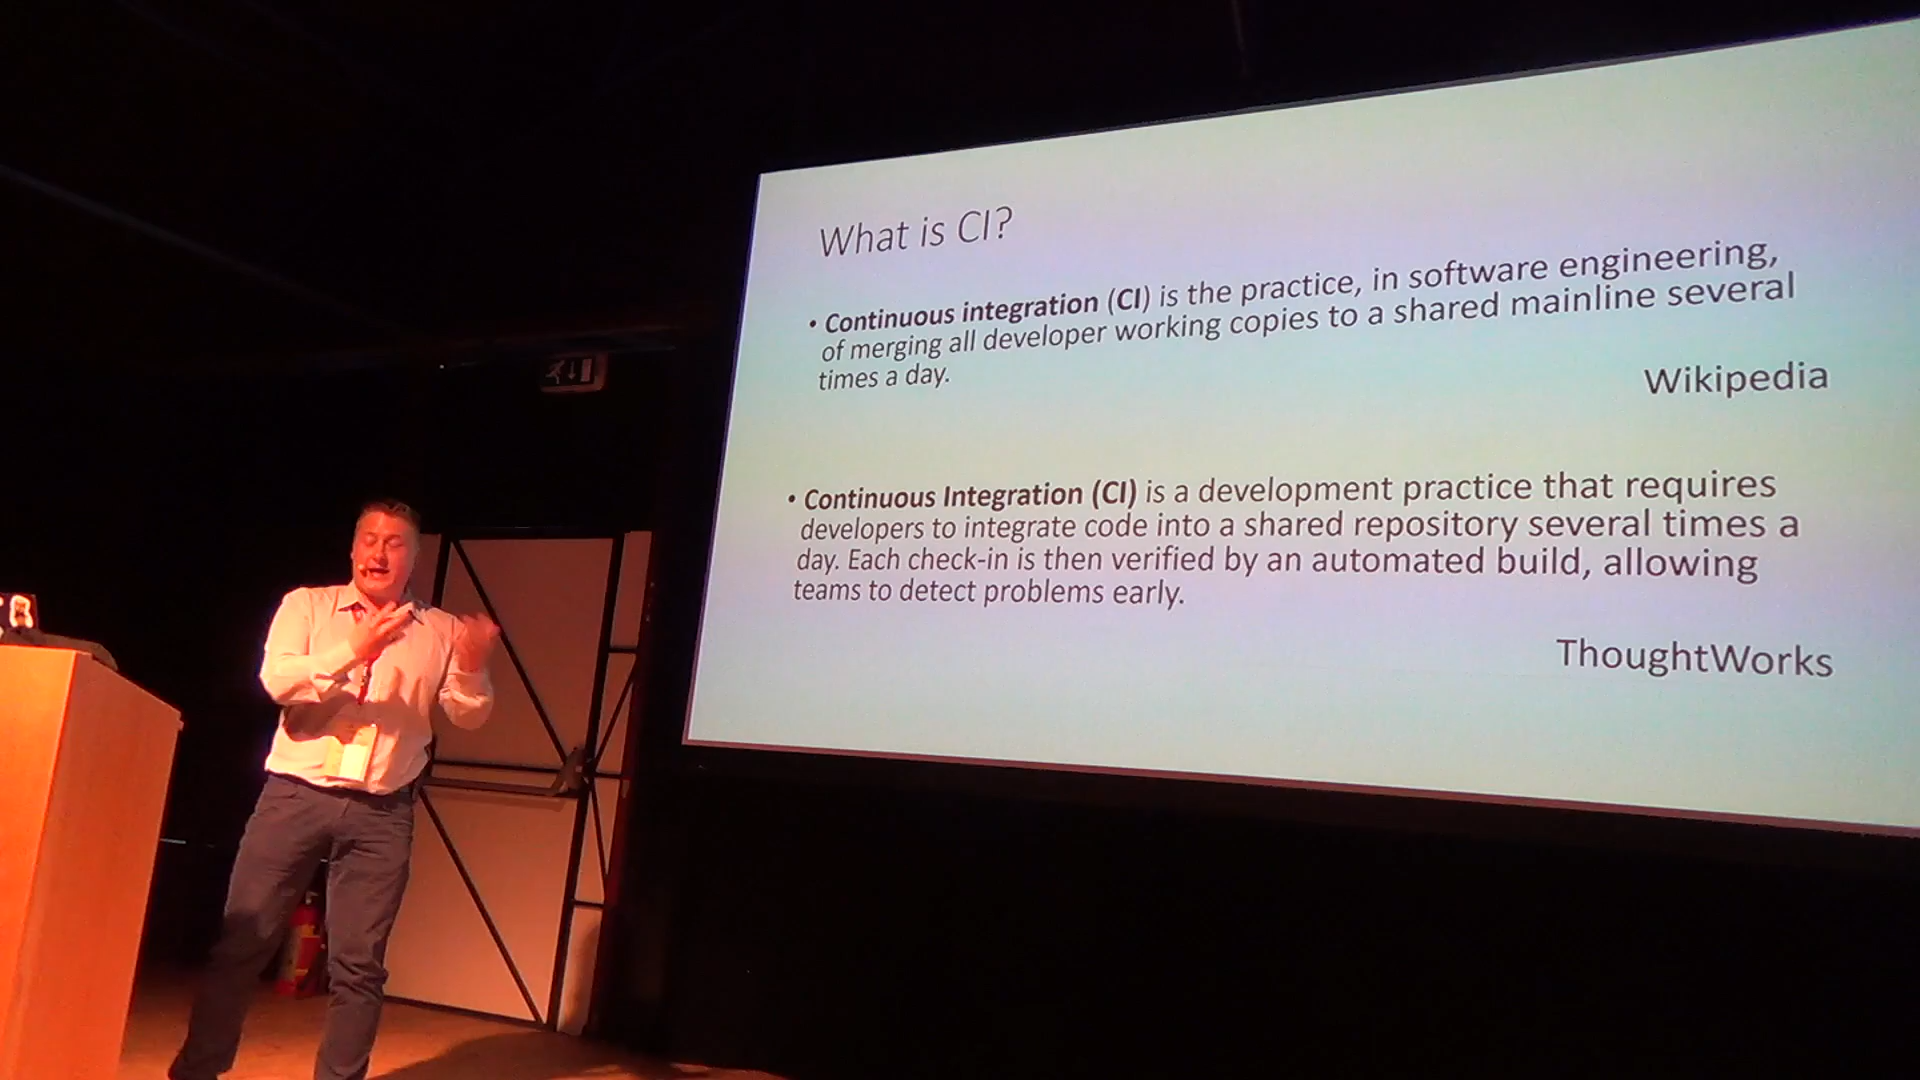 What is CI?
• Continuous integration (CI) is the practice, in software engineering,
of merging all developer working copies to a shared mainline several
times a day.
Wikipedia
• Continuous Integration (CI) is a development practice that requires
developers to integrate code into a shared repository several times a
day. Each check-in is then verified by an automated build, allowing
teams to detect problems early.
ThoughtWorks